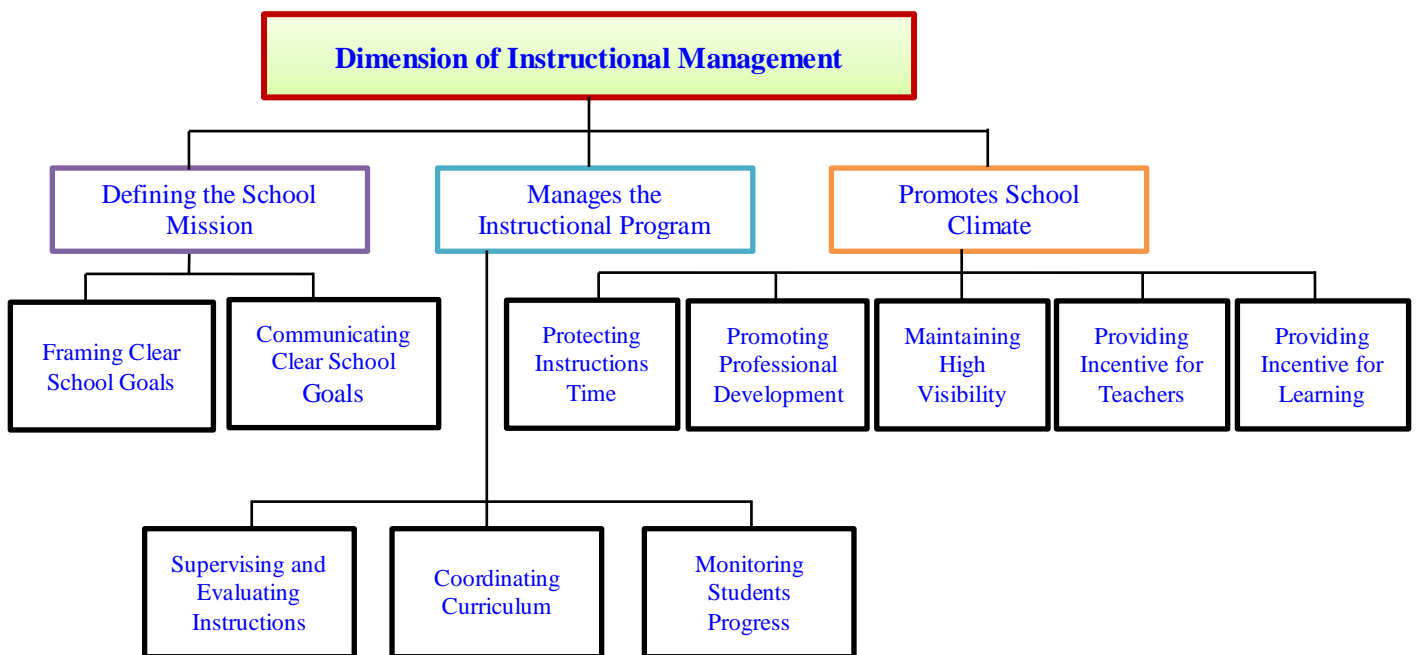 Dimension of Instructional Management
Defining the School
Mission
Manages the
Instructional Program
Promotes School
Climate
Framing Clear
School Goals
Communicating
Clear School
Goals
Protecting
Instructions
Time
Promoting
Professional
Development
Maintaining
High
Visibility
Providing
Incentive for
Teachers
Providing
Incentive for
Learning
Supervising and
Evaluating
Instructions
Coordinating
Curriculum
Monitoring
Students
Progress